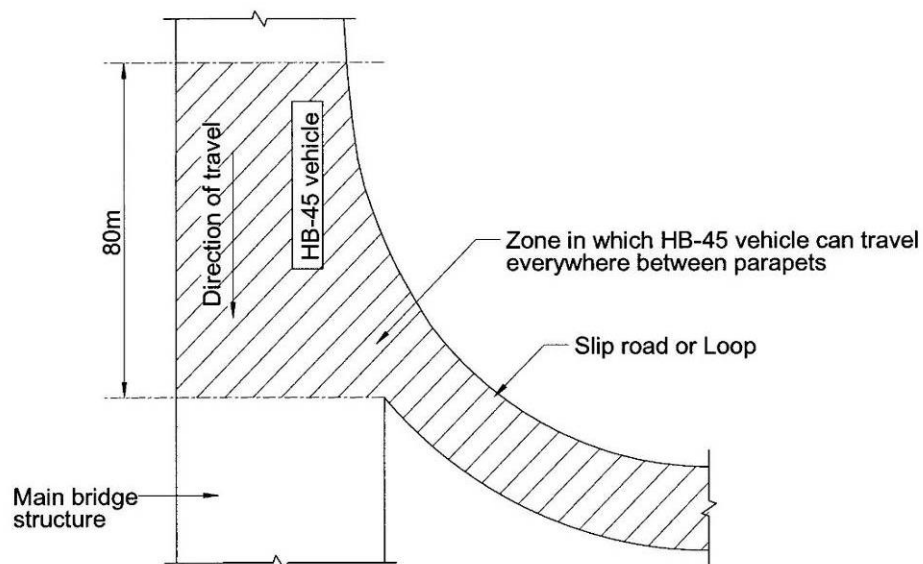 80m
Direction of travel
HB-45 vehicle
Zone in which HB-45 vehicle can travel
everywhere between parapets
Slip road or Loop
Main bridge
structure